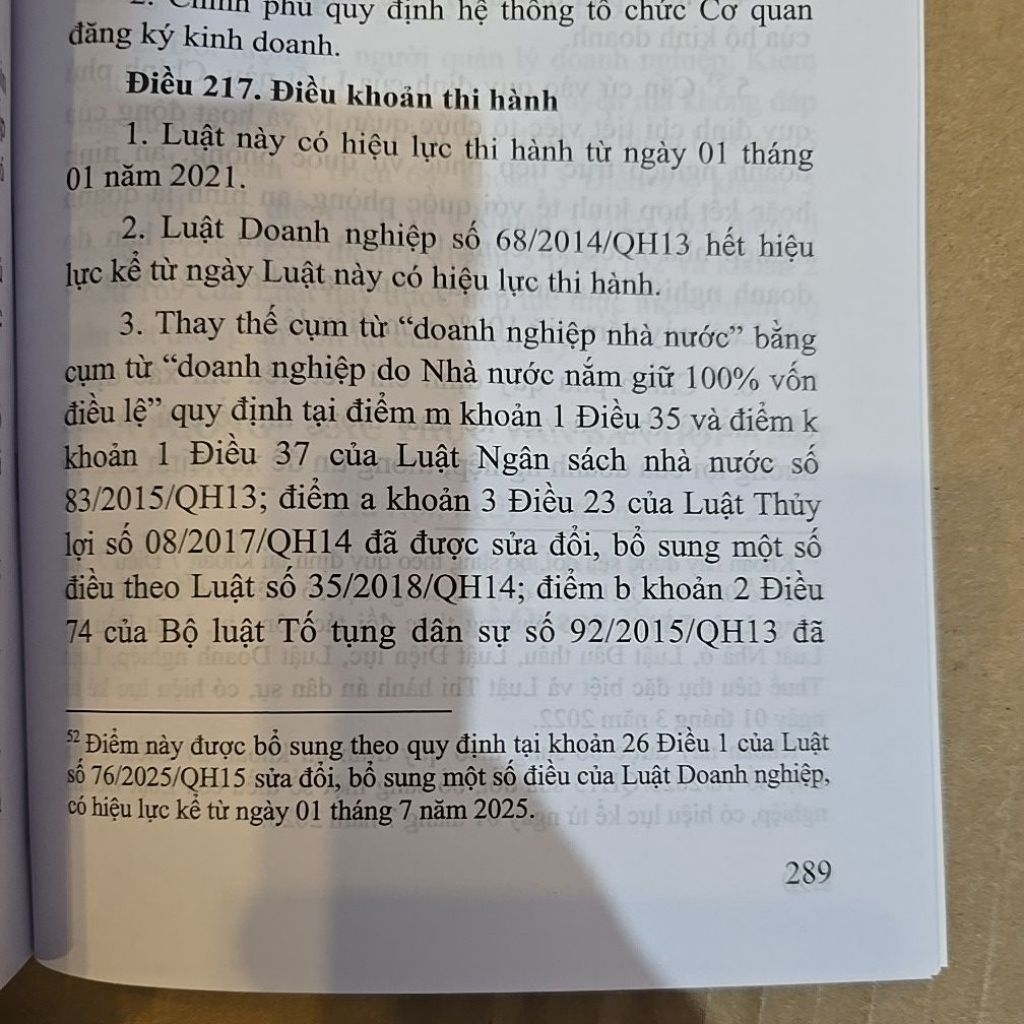 2. Chính phủ quy định hệ thống tổ chức Cơ quan
đăng ký kinh doanh.
Điều 217. Điều khoản thi hành
1. Luật này có hiệu lực thi hành từ ngày 01 tháng
01 năm 2021.
2. Luật Doanh nghiệp số 68/2014/QH13 hết hiệu
lực kể từ ngày Luật này có hiệu lực thi hành.
3. Thay thế cụm từ “doanh nghiệp nhà nước” bằng
cụm từ “doanh nghiệp do Nhà nước nắm giữ 100% vốn
điều lệ” quy định tại điểm m khoản 1 Điều 35 và điểm k
khoản 1 Điều 37 của Luật Ngân sách nhà nước số
83/2015/QH13; điểm a khoản 3 Điều 23 của Luật Thủy
lợi số 08/2017/QH14 đã được sửa đổi, bổ sung một số
điều theo Luật số 35/2018/QH14; điểm b khoản 2 Điều
74 của Bộ luật Tố tụng dân sự số 92/2015/QH13 đã
52 Điểm này được bổ sung theo quy định tại khoản 26 Điều 1 của Luật
số 76/2025/QH15 sửa đổi, bổ sung một số điều của Luật Doanh nghiệp,
có hiệu lực kể từ ngày 01 tháng 7 năm 2025.
289